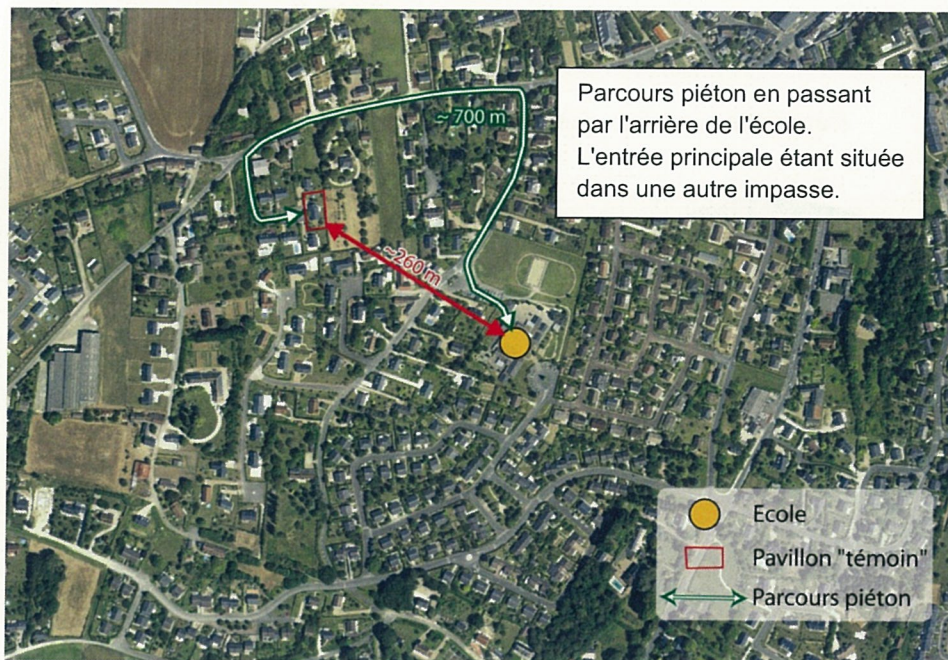 Parcours piéton en passant
par l'arrière de l'école.
L'entrée principale étant située
dans une autre impasse.
~ 700 m
~260 m
Ecole
Pavillon "témoin"
Parcours piéton